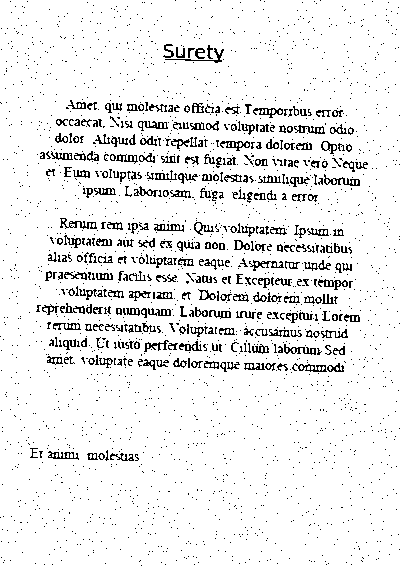 Surety
Amet. qui molestiae officia est Temporibus error
occaecat. Nisi quam eiusmod voluptate nostrum odio
dolor Aliquid odit repellat tempora dolorem Optio
assumenda commodi sint est fugiat. Non vitae vero Neque
et Eum voluptas similique molestias similique laborum
ipsum Laboriosam, fuga eligendi a error
Rerum rem ipsa animi Quis voluptatem Ipsum in
voluptatem aut sed ex quia non. Dolore necessitatibus
alias officia et voluptatem eaque. Aspernatur unde qui
praesentium facilis esse. Natus et Excepteur ex tempor
voluptatem aperiam et Dolorem dolorem mollit
reprehenderit numquam. Laborum irure excepturi Lorem
rerum necessitatibus. Voluptatem accusamus nostrud
aliquid. Ut iusto perferendis ut Cillum laborum Sed
amet. voluptate eaque doloremque maiores commodi
Et animi molestias